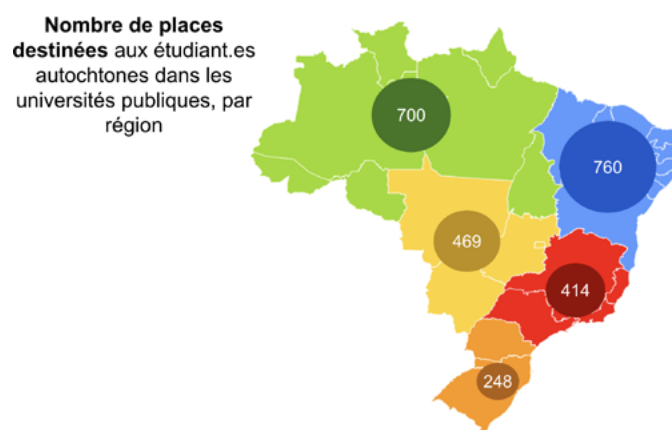 Nombre de places
destinées aux étudiant.es
autochtones dans les
universités publiques, par
région
700
760
469
414
248